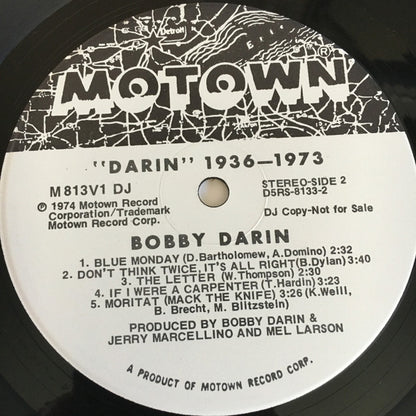 Detroit
MOTOWN®
"DARIN" 1936—1973
M 813V1 DJ
℗ 1974 Motown Record
Corporation/Trademark
Motown Record Corp.
STEREO-SIDE 2
D5RS-8133-2
DJ Copy-Not for Sale
BOBBY DARIN
1. BLUE MONDAY (D.Bartholomew, A.Domino) 2:32
2. DON'T THINK TWICE, IT'S ALL RIGHT(B.Dylan) 3:40
3. THE LETTER (W.Thompson) 2:30
4. IF I WERE A CARPENTER (T.Hardin) 3:23
5. MORITAT (MACK THE KNIFE) 3:26 (K.Weill,
B. Brecht, M. Blitzstein)
PRODUCED BY BOBBY DARIN &
JERRY MARCELLINO AND MEL LARSON
A PRODUCT OF MOTOWN RECORD CORP.